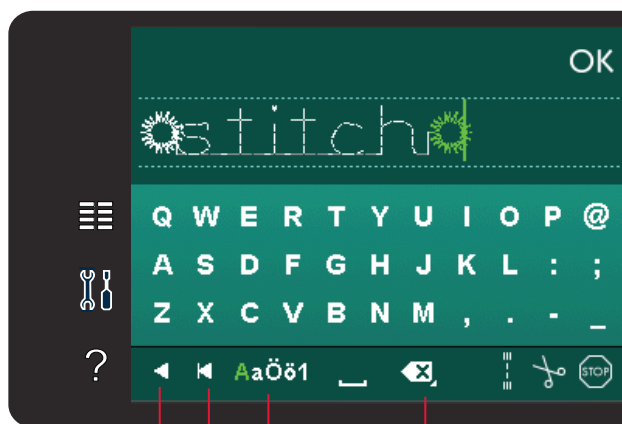 OK
stitch
Q W E R T Y U I O P @
A S D F G H J K L : ;
Z X C V B N M , . - _
? AaÖö1 STOP